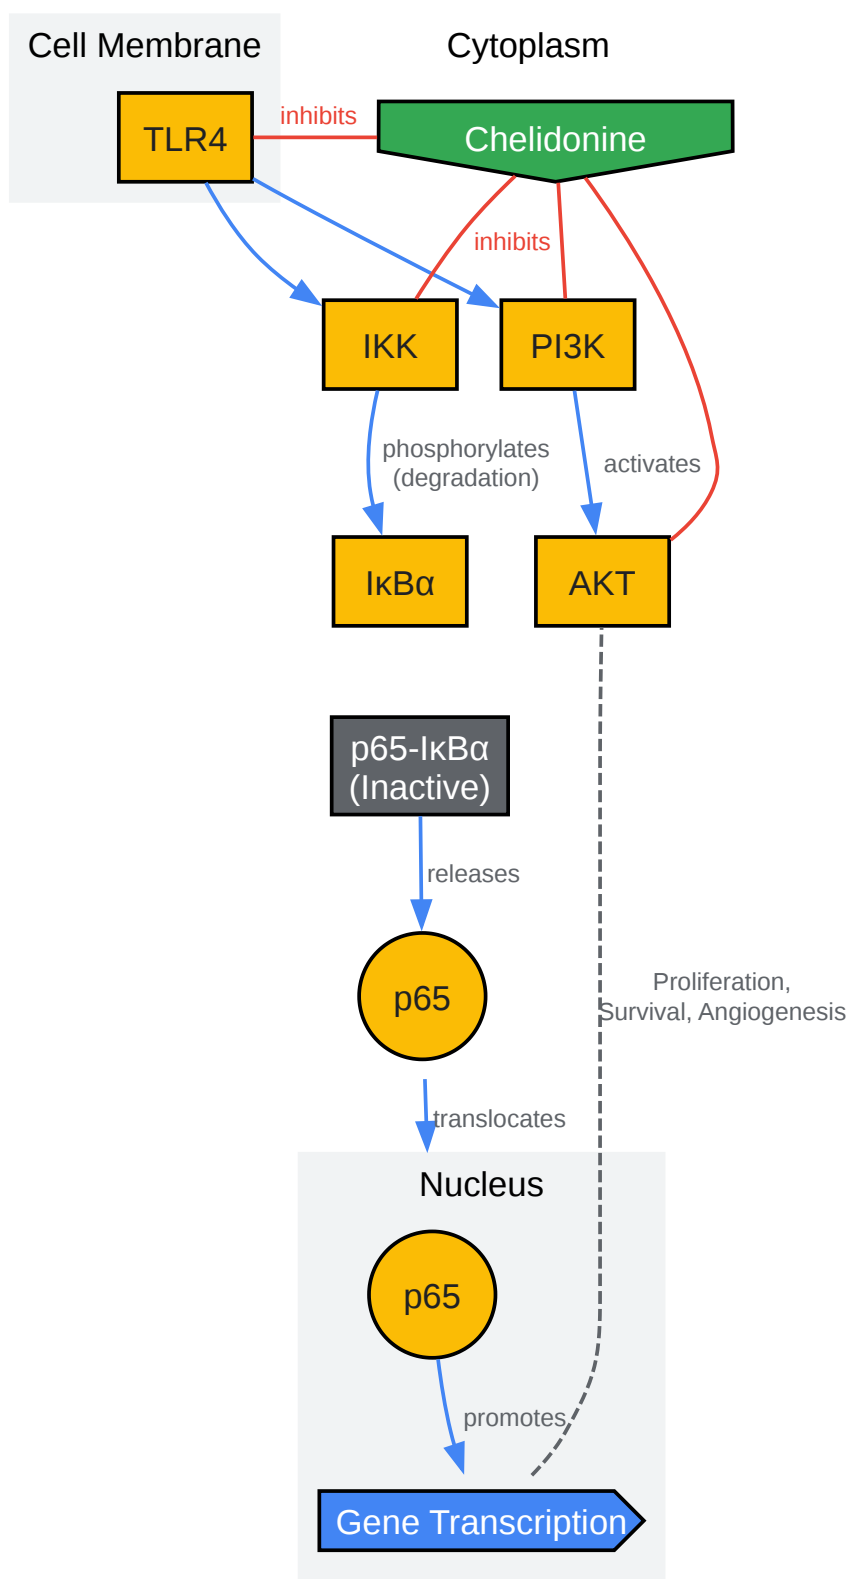 Cell Membrane
Cytoplasm
TLR4
inhibits
Chelidonine
inhibits
IKK
PI3K
phosphorylates
(degradation)
activates
IκBα
AKT
p65-IκBα
(Inactive)
releases
p65
Proliferation,
Survival, Angiogenesis
translocates
Nucleus
p65
promotes
Gene Transcription